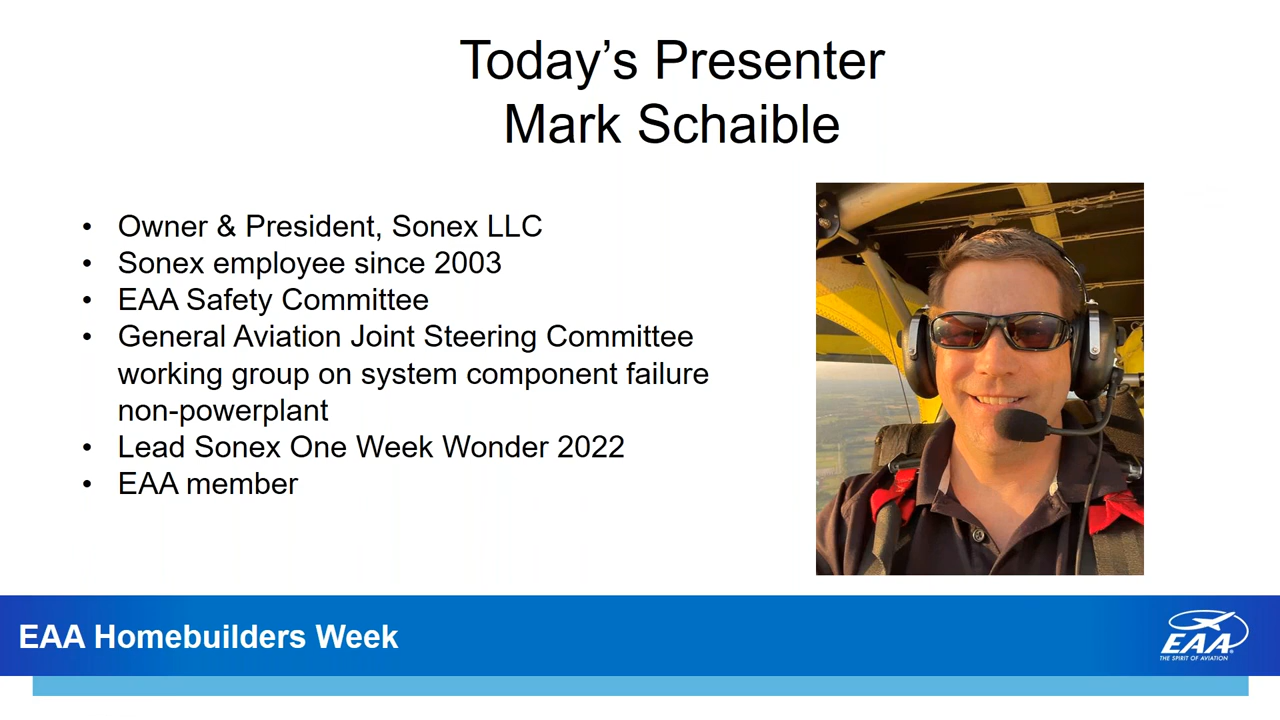 Today’s Presenter
Mark Schaible
• Owner & President, Sonex LLC
• Sonex employee since 2003
• EAA Safety Committee
• General Aviation Joint Steering Committee
working group on system component failure
non-powerplant
• Lead Sonex One Week Wonder 2022
• EAA member
EAA Homebuilders Week
EAA®
THE SPIRIT OF AVIATION